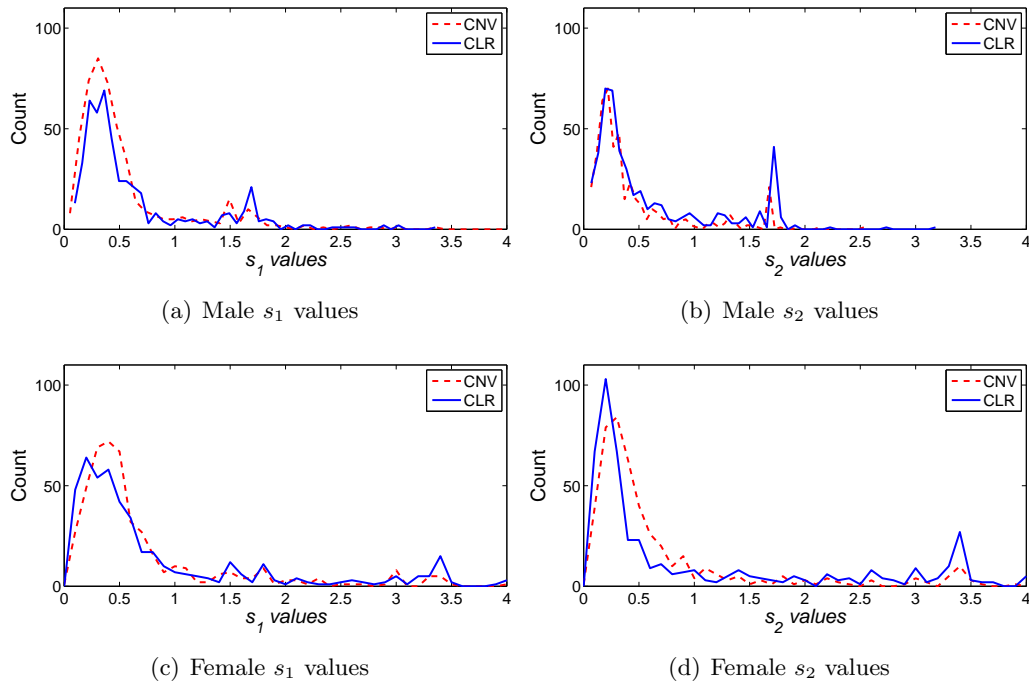 100
50
0
Count
0 0.5 1 1.5 2 2.5 3 3.5 4
s1 values
CNV
CLR
(a) Male s1 values
100
50
0
Count
0 0.5 1 1.5 2 2.5 3 3.5 4
s2 values
CNV
CLR
(b) Male s2 values
100
50
0
Count
0 0.5 1 1.5 2 2.5 3 3.5 4
s1 values
CNV
CLR
(c) Female s1 values
100
50
0
Count
0 0.5 1 1.5 2 2.5 3 3.5 4
s2 values
CNV
CLR
(d) Female s2 values